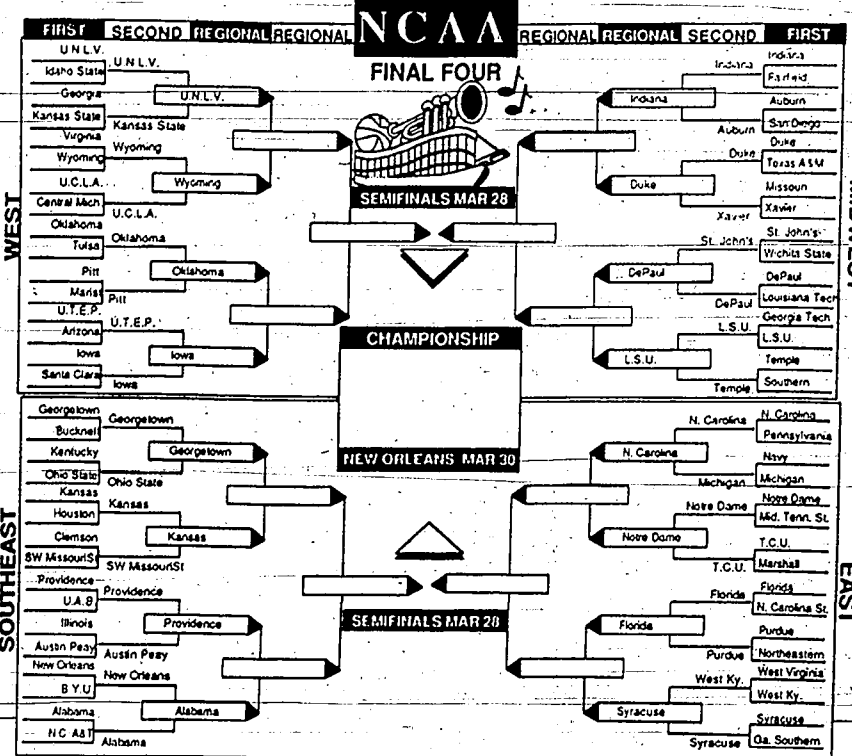 NCAA
FIRST SECOND REGIONAL REGIONAL REGIONAL REGIONAL SECOND FIRST
FINAL FOUR
WEST
U N L V.
Idaho State
Georgia
Kansas State
Virginia
Wyoming
U.C.L.A.
Central Mich.
Oklahoma
Tulsa
Pitt
Marist
U.T.E.P.
Arizona
Iowa
Santa Clara
U.N.L.V.
Kansas State
Wyoming
U.C.L.A.
Oklahoma
Pitt
U.T.E.P.
Iowa
U.N.L.V.
Wyoming
Oklahoma
Iowa
SEMIFINALS MAR 28
CHAMPIONSHIP
NEW ORLEANS MAR 30
Indiana
Fairfield
Auburn
San Diego
Duke
Texas A&M
Missouri
Xavier
St. John's
Wichita State
DePaul
Louisiana Tech
Georgia Tech
L.S.U.
Temple
Southern
Indiana
Auburn
Duke
Xavier
St. John's
DePaul
L.S.U.
Temple
Indiana
Duke
DePaul
L.S.U.
SOUTHEAST
Georgetown
Bucknell
Kentucky
Ohio State
Kansas
Houston
Clemson
SW MissouriSt
Providence
U.A.B
Illinois
Austin Peay
New Orleans
B Y.U
Alabama
N C A&T
Georgetown
Ohio State
Kansas
SW MissouriSt
Providence
Austin Peay
New Orleans
Alabama
Georgetown
Kansas
Providence
Alabama
SEMIFINALS MAR 28
EAST
N. Carolina
Pennsylvania
Navy
Michigan
Notre Dame
Mid. Tenn. St.
T.C.U.
Marshall
Florida
N. Carolina St.
Purdue
Northeastern
West Virginia
West Ky.
Syracuse
Ga. Southern
N. Carolina
Michigan
Notre Dame
T.C.U.
Florida
Purdue
West Ky.
Syracuse
N. Carolina
Notre Dame
Florida
Syracuse